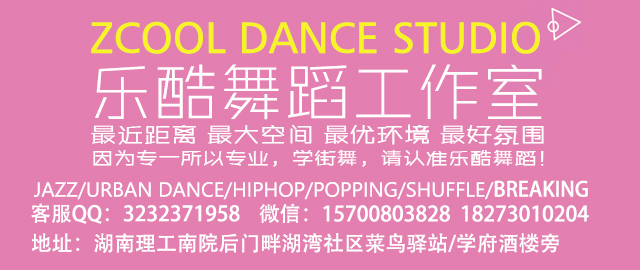 ZCOOL DANCE STUDIO
乐酷舞蹈工作室
最近距离 最大空间 最优环境 最好氛围
因为专一所以专业，学街舞，请认准乐酷舞蹈！
JAZZ/URBAN DANCE/HIPHOP/POPPING/SHUFFLE/BREAKING
客服QQ：3232371958 微信：15700803828 18273010204
地址：湖南理工南院后门畔湖湾社区菜鸟驿站/学府酒楼旁